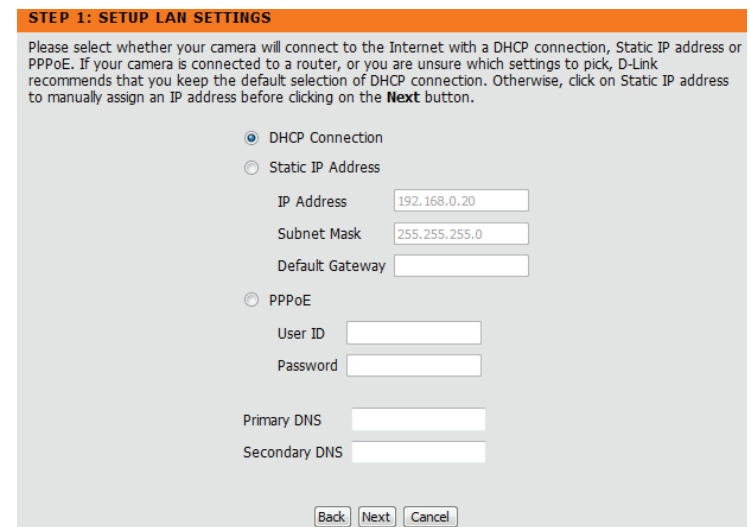 STEP 1: SETUP LAN SETTINGS
Please select whether your camera will connect to the Internet with a DHCP connection, Static IP address or
PPPoE. If your camera is connected to a router, or you are unsure which settings to pick, D-Link
recommends that you keep the default selection of DHCP connection. Otherwise, click on Static IP address
to manually assign an IP address before clicking on the Next button.
DHCP Connection
Static IP Address
IP Address 192.168.0.20
Subnet Mask 255.255.255.0
Default Gateway
PPPoE
User ID
Password
Primary DNS
Secondary DNS
Back Next Cancel